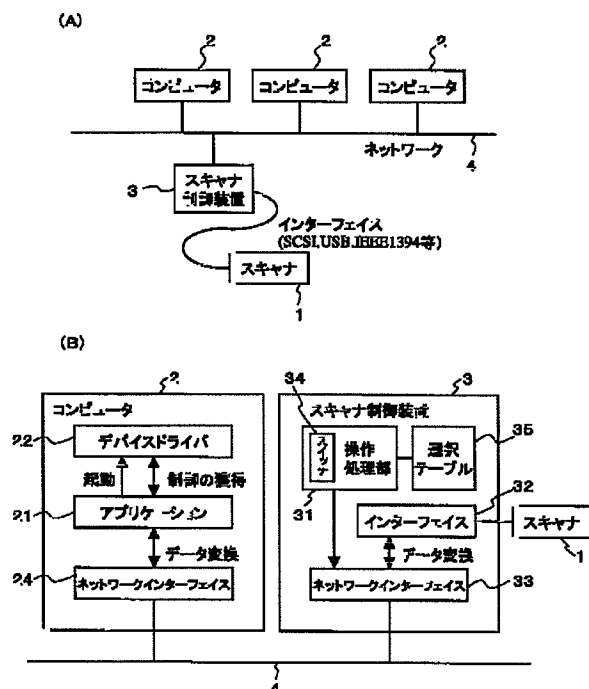 (A)
2 2 2
コンピュータ コンピュータ コンピュータ
4
ネットワーク
3 スキャナ
制御装置
インターフェイス
(SCSI,USB,IEEE1394等)
スキャナ
1
(B)
2
コンピュータ
22 デバイスドライバ
起動 制御の獲得
21 アプリケーション
データ変換
24 ネットワークインターフェイス
3
スキャナ制御装置
34
スイッチ
操作
処理部
31
選択
テーブル
35
32
インターフェイス
スキャナ
1
データ変換
ネットワークインターフェイス 33
4